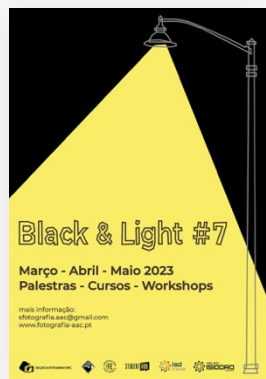 Black & Light #7
Março - Abril - Maio 2023
Palestras - Cursos - Workshops
mais informação:
sfotografia.aac@gmail.com
www.fotografia-aac.pt
ISIDORO